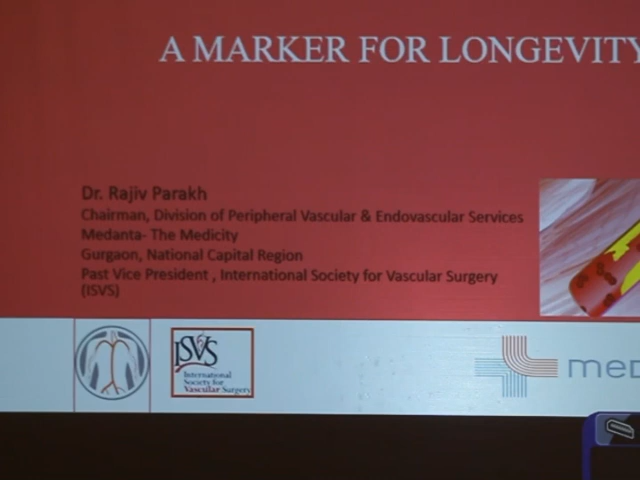 A MARKER FOR LONGEVITY
Dr. Rajiv Parakh
Chairman, Division of Peripheral Vascular & Endovascular Services
Medanta- The Medicity
Gurgaon, National Capital Region
Past Vice President , International Society for Vascular Surgery
(ISVS)
ISVS
International
Society for
Vascular Surgery
med